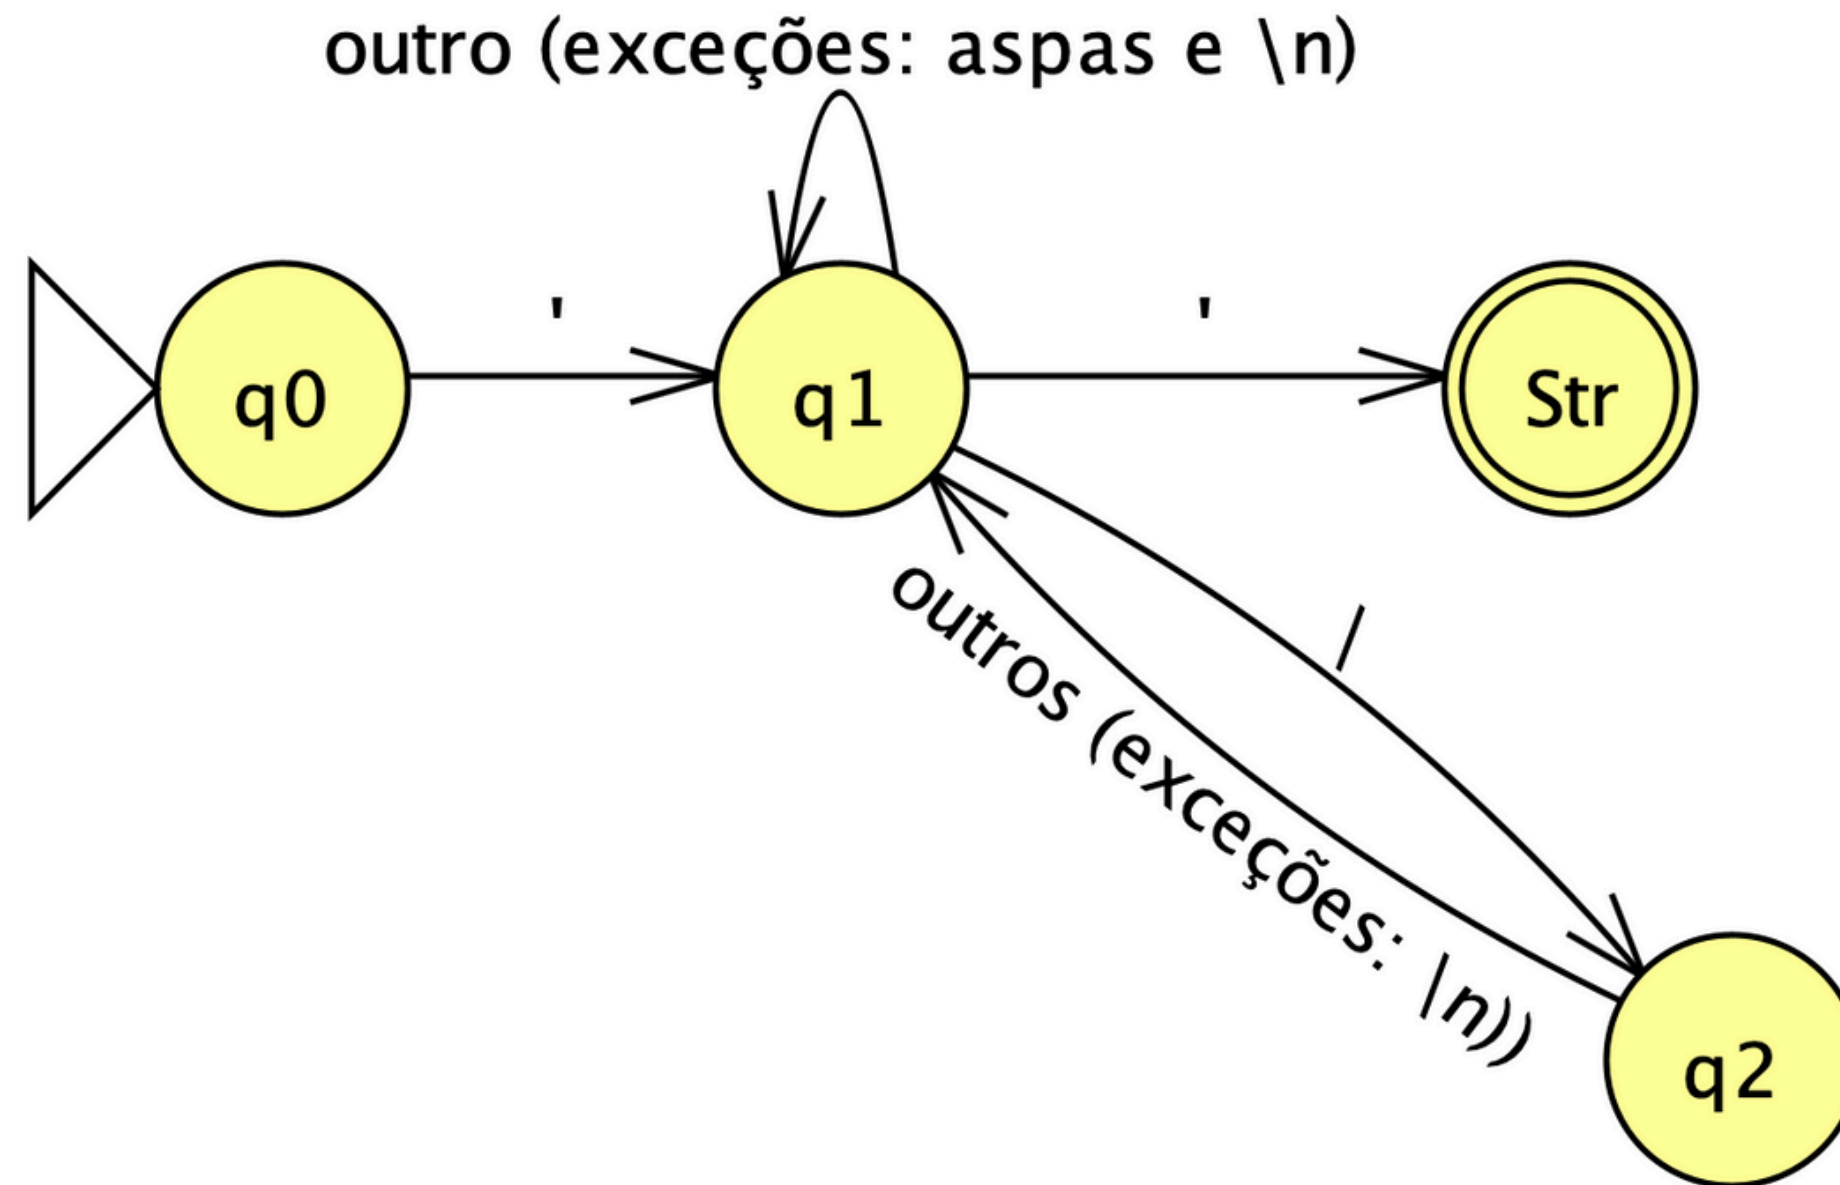 outro (exceções: aspas e \n)
'
'
q0
q1
Str
\
outros (exceções: \n))
q2